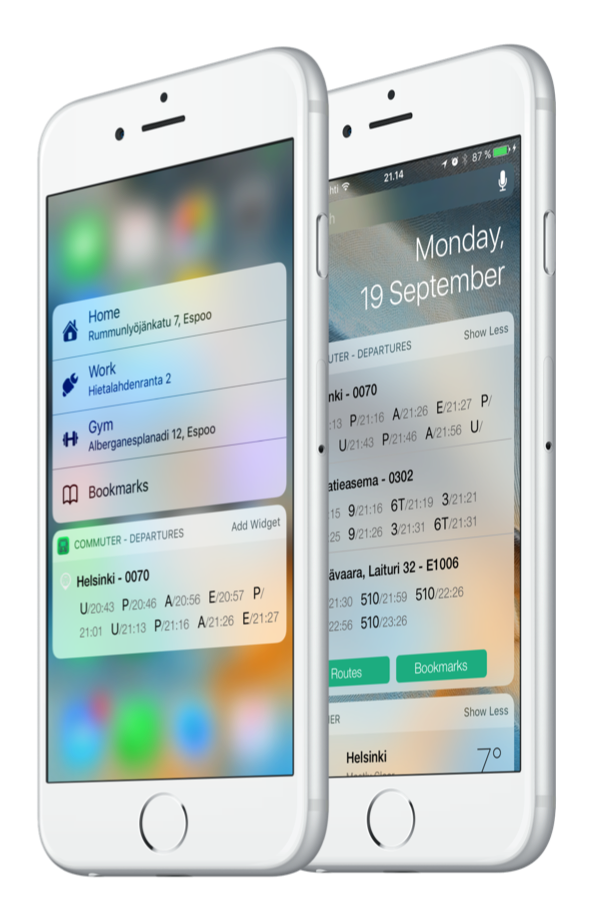 Home
Rummunlyöjänkatu 7, Espoo
Work
Hietalahdenranta 2
Gym
Alberganesplanadi 12, Espoo
Bookmarks
COMMUTER - DEPARTURES
Add Widget
Helsinki - 0070
U/20:43 P/20:46 A/20:56 E/20:57 P/
21:01 U/21:13 P/21:16 A/21:26 E/21:27
hti
21.14
87 %
h
Monday,
19 September
UTER - DEPARTURES
Show Less
nki - 0070
:13 P/21:16 A/21:26 E/21:27 P/
U/21:43 P/21:46 A/21:56 U/
atieasema - 0302
:15 9/21:16 6T/21:19 3/21:21
:25 9/21:26 3/21:31 6T/21:31
ävaara, Laituri 32 - E1006
21:30 510/21:59 510/22:26
22:56 510/23:26
Routes
Bookmarks
HER
Show Less
Helsinki
7°